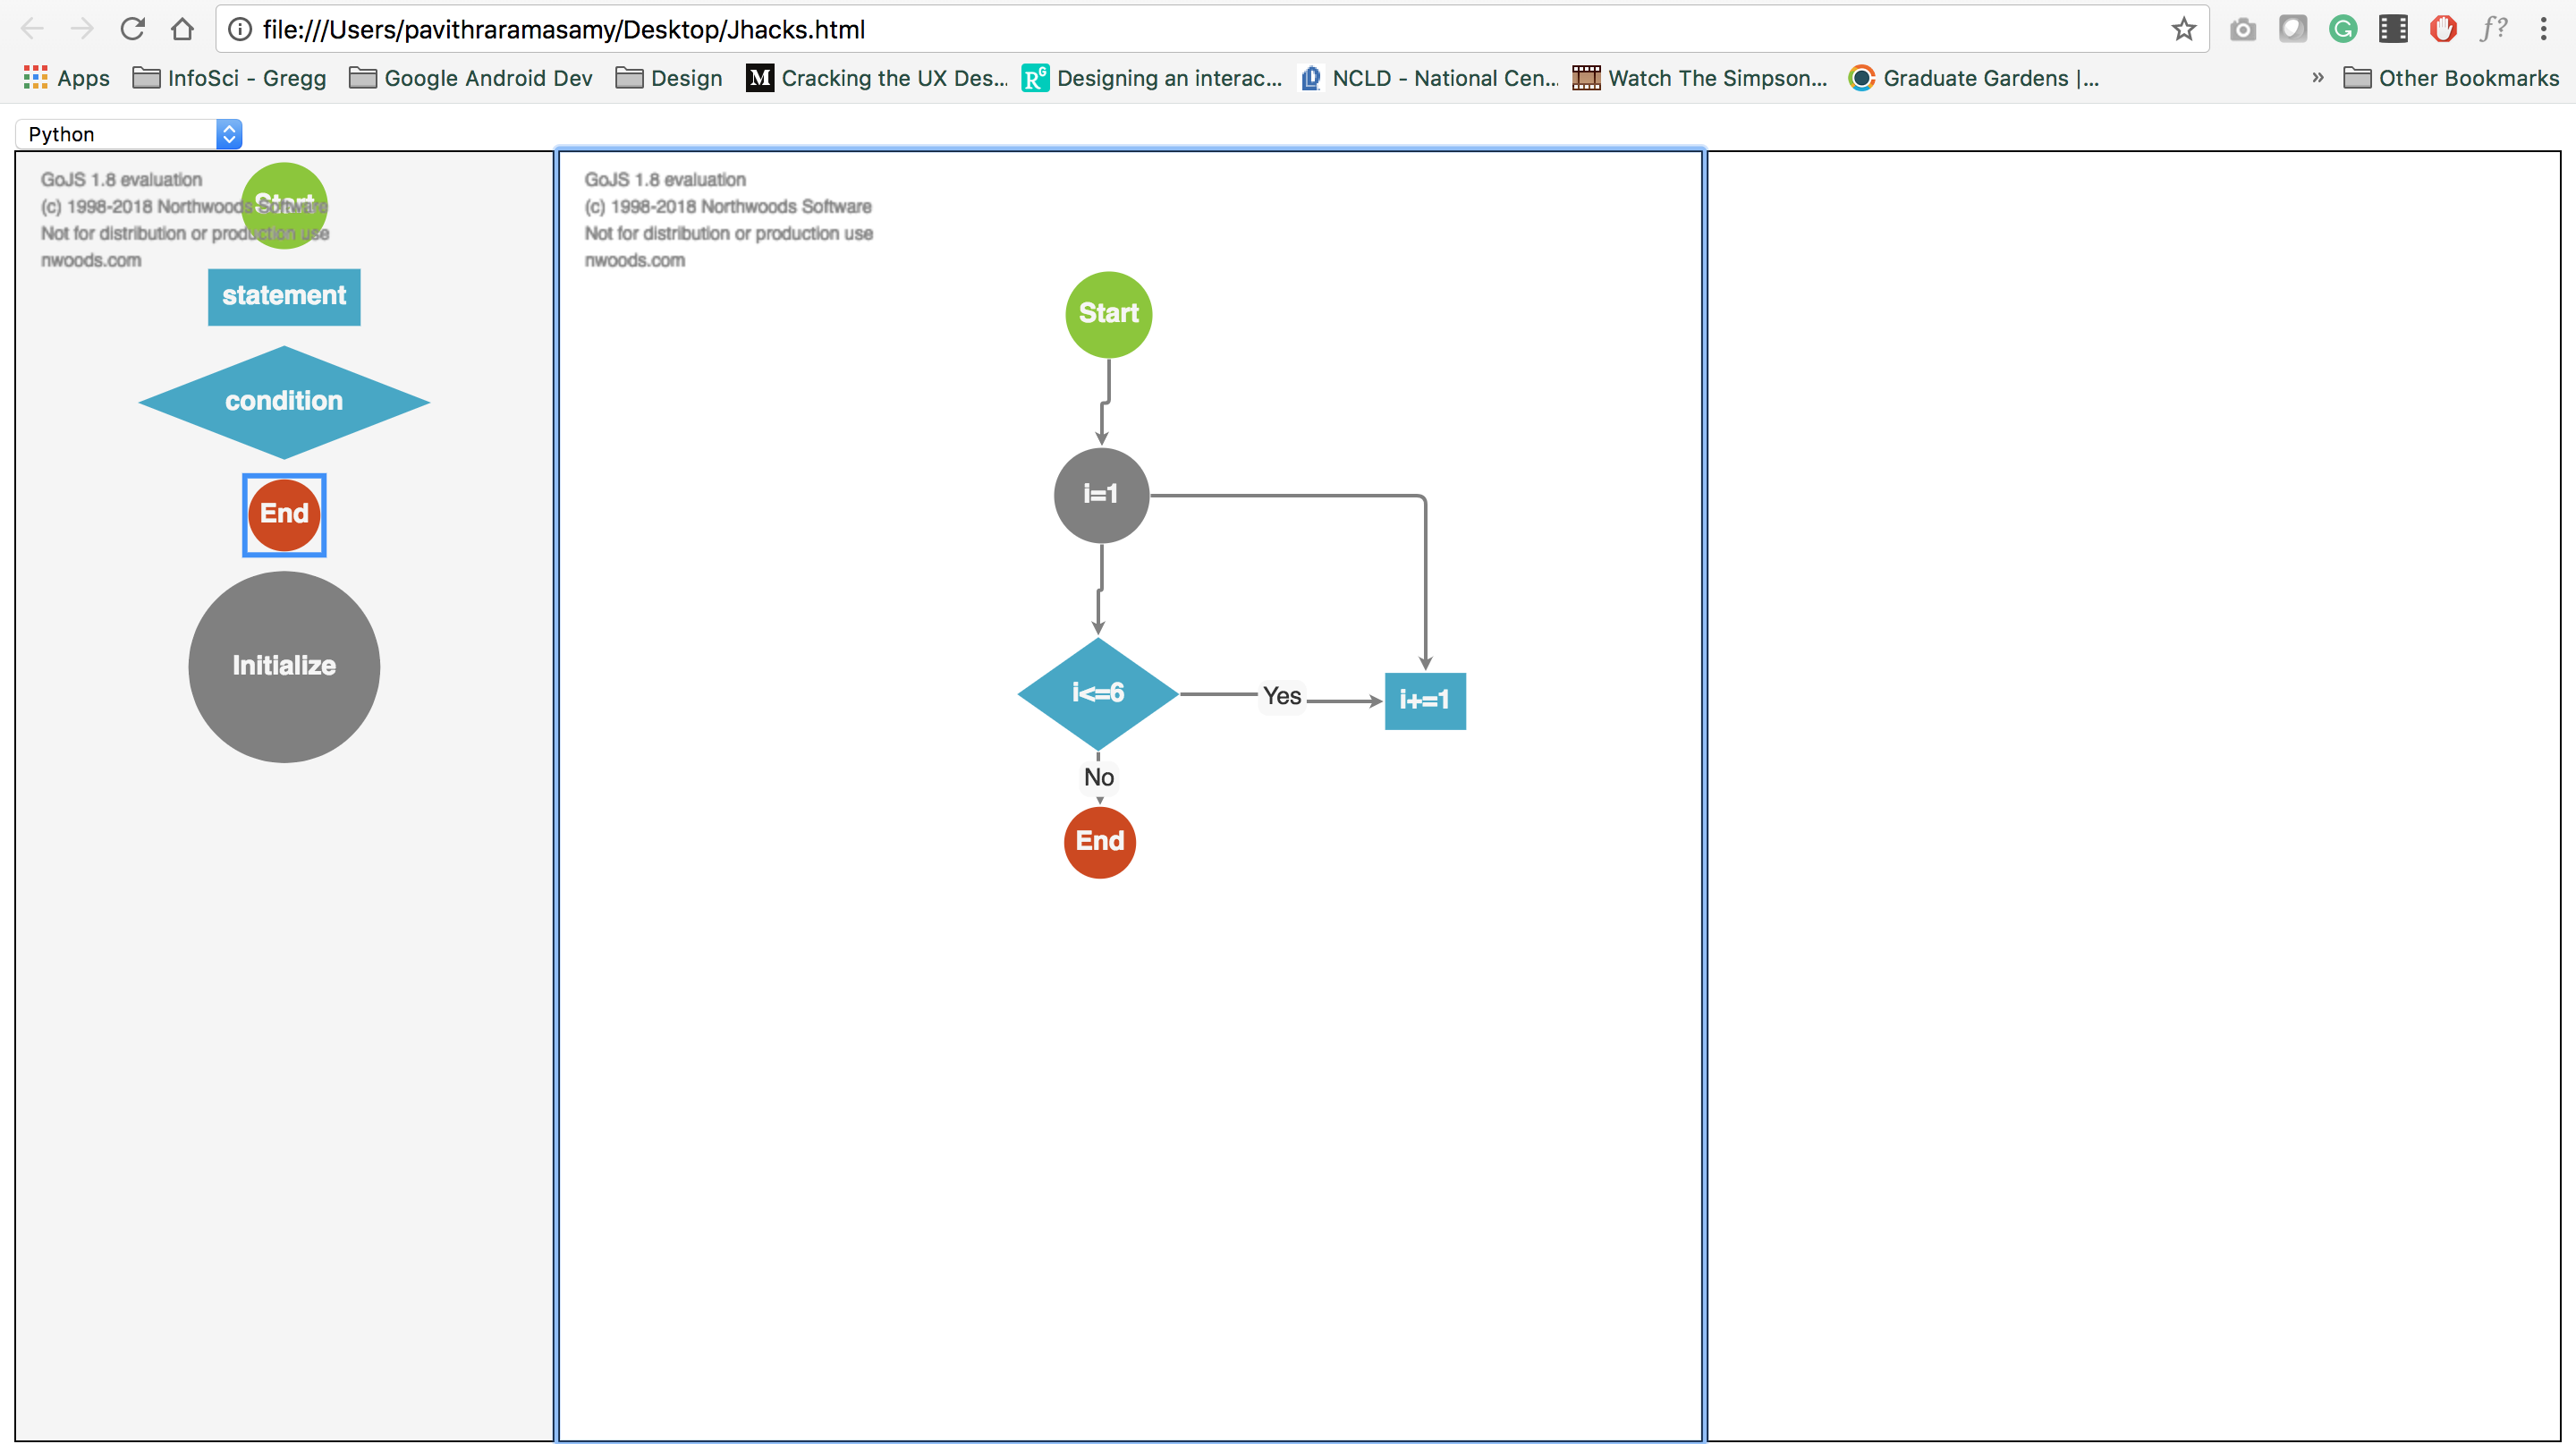 file:///Users/pavithraramasamy/Desktop/Jhacks.html
Apps InfoSci - Gregg Google Android Dev Design M Cracking the UX Des... RG Designing an interac... NCLD - National Cen... Watch The Simpson... Graduate Gardens |... » Other Bookmarks
Python
GoJS 1.8 evaluation
(c) 1998-2018 Northwoods Software
Not for distribution or production use
nwoods.com
Start
statement
condition
End
Initialize
GoJS 1.8 evaluation
(c) 1998-2018 Northwoods Software
Not for distribution or production use
nwoods.com
Start
i=1
i<=6
Yes
i+=1
No
End
f?